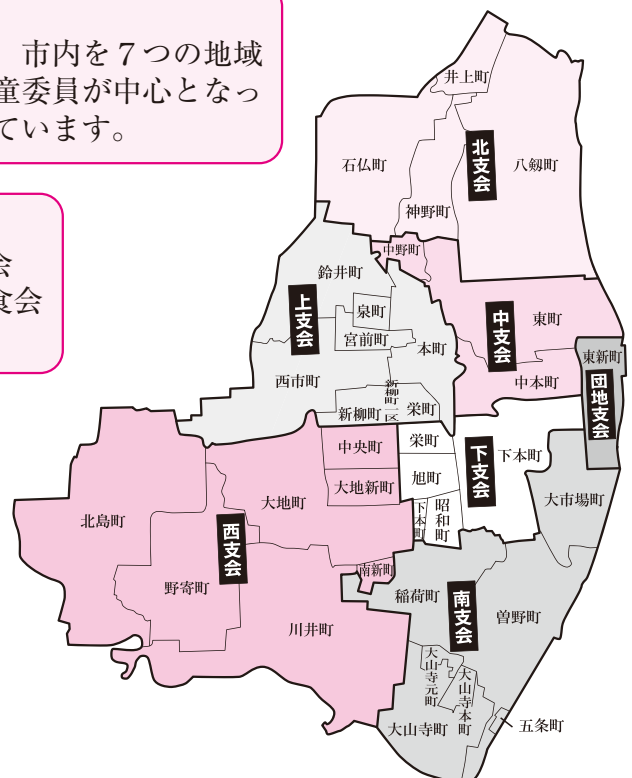 市内を７つの地域
童委員が中心となっ
ています。
会
食会
井上町
石仏町
北支会
八剱町
神野町
中野町
鈴井町
上支会
泉町
宮前町
本町
西市町
新柳町一区
新柳町
栄町
中支会
東町
中本町
東新町
団地支会
中央町
栄町
下支会
下本町
大地新町
旭町
大地町
下本町
昭和町
大市場町
北島町
西支会
野寄町
南新町
稲荷町
南支会
曽野町
川井町
大山寺元町
大山寺本町
大山寺町
五条町